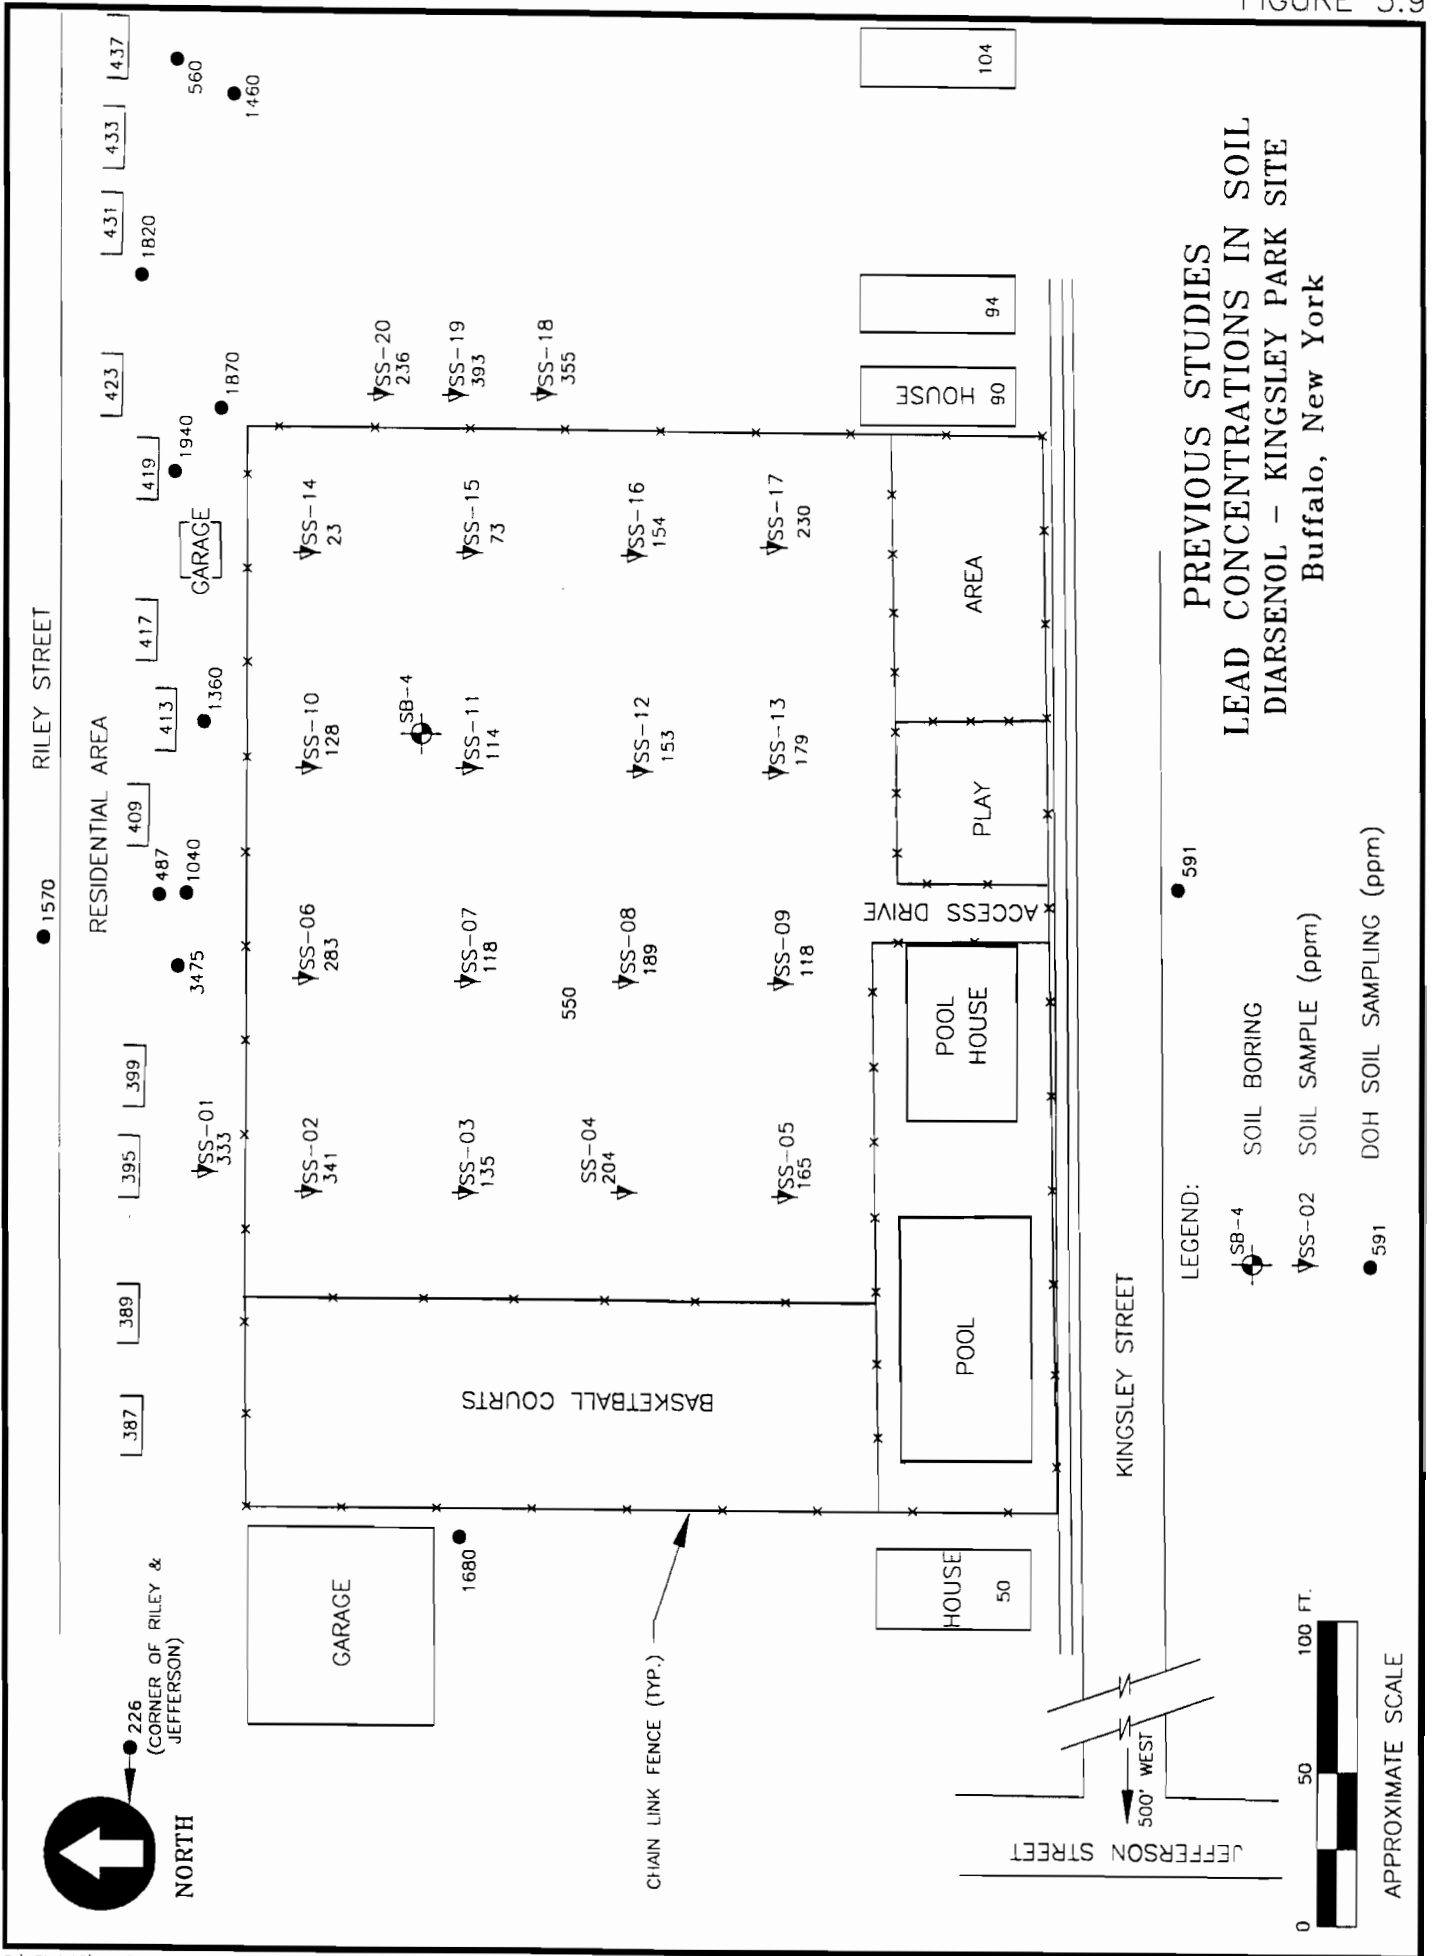 FIGURE 5.9
NORTH
226
(CORNER OF RILEY &
JEFFERSON)
RILEY STREET
1570
RESIDENTIAL AREA
387
389
395
399
409
413
417
419
423
431
433
437
3475
487
1040
1360
GARAGE
1940
1870
1820
560
1460
GARAGE
1680
BASKETBALL COURTS
CHAIN LINK FENCE (TYP.)
SS-01
333
SS-02
341
SS-03
135
SS-04
204
SS-05
165
SS-06
283
SS-07
118
550
SS-08
189
SS-09
118
SS-10
128
SB-4
SS-11
114
SS-12
153
SS-13
179
SS-14
23
SS-15
73
SS-16
154
SS-17
230
SS-20
236
SS-19
393
SS-18
355
HOUSE
50
POOL
POOL
HOUSE
ACCESS DRIVE
PLAY
AREA
HOUSE
90
94
104
KINGSLEY STREET
591
JEFFERSON STREET
500' WEST
LEGEND:
SB-4 SOIL BORING
SS-02 SOIL SAMPLE (ppm)
591 DOH SOIL SAMPLING (ppm)
0 50 100 FT.
APPROXIMATE SCALE
PREVIOUS STUDIES
LEAD CONCENTRATIONS IN SOIL
DIARSENOL - KINGSLEY PARK SITE
Buffalo, New York